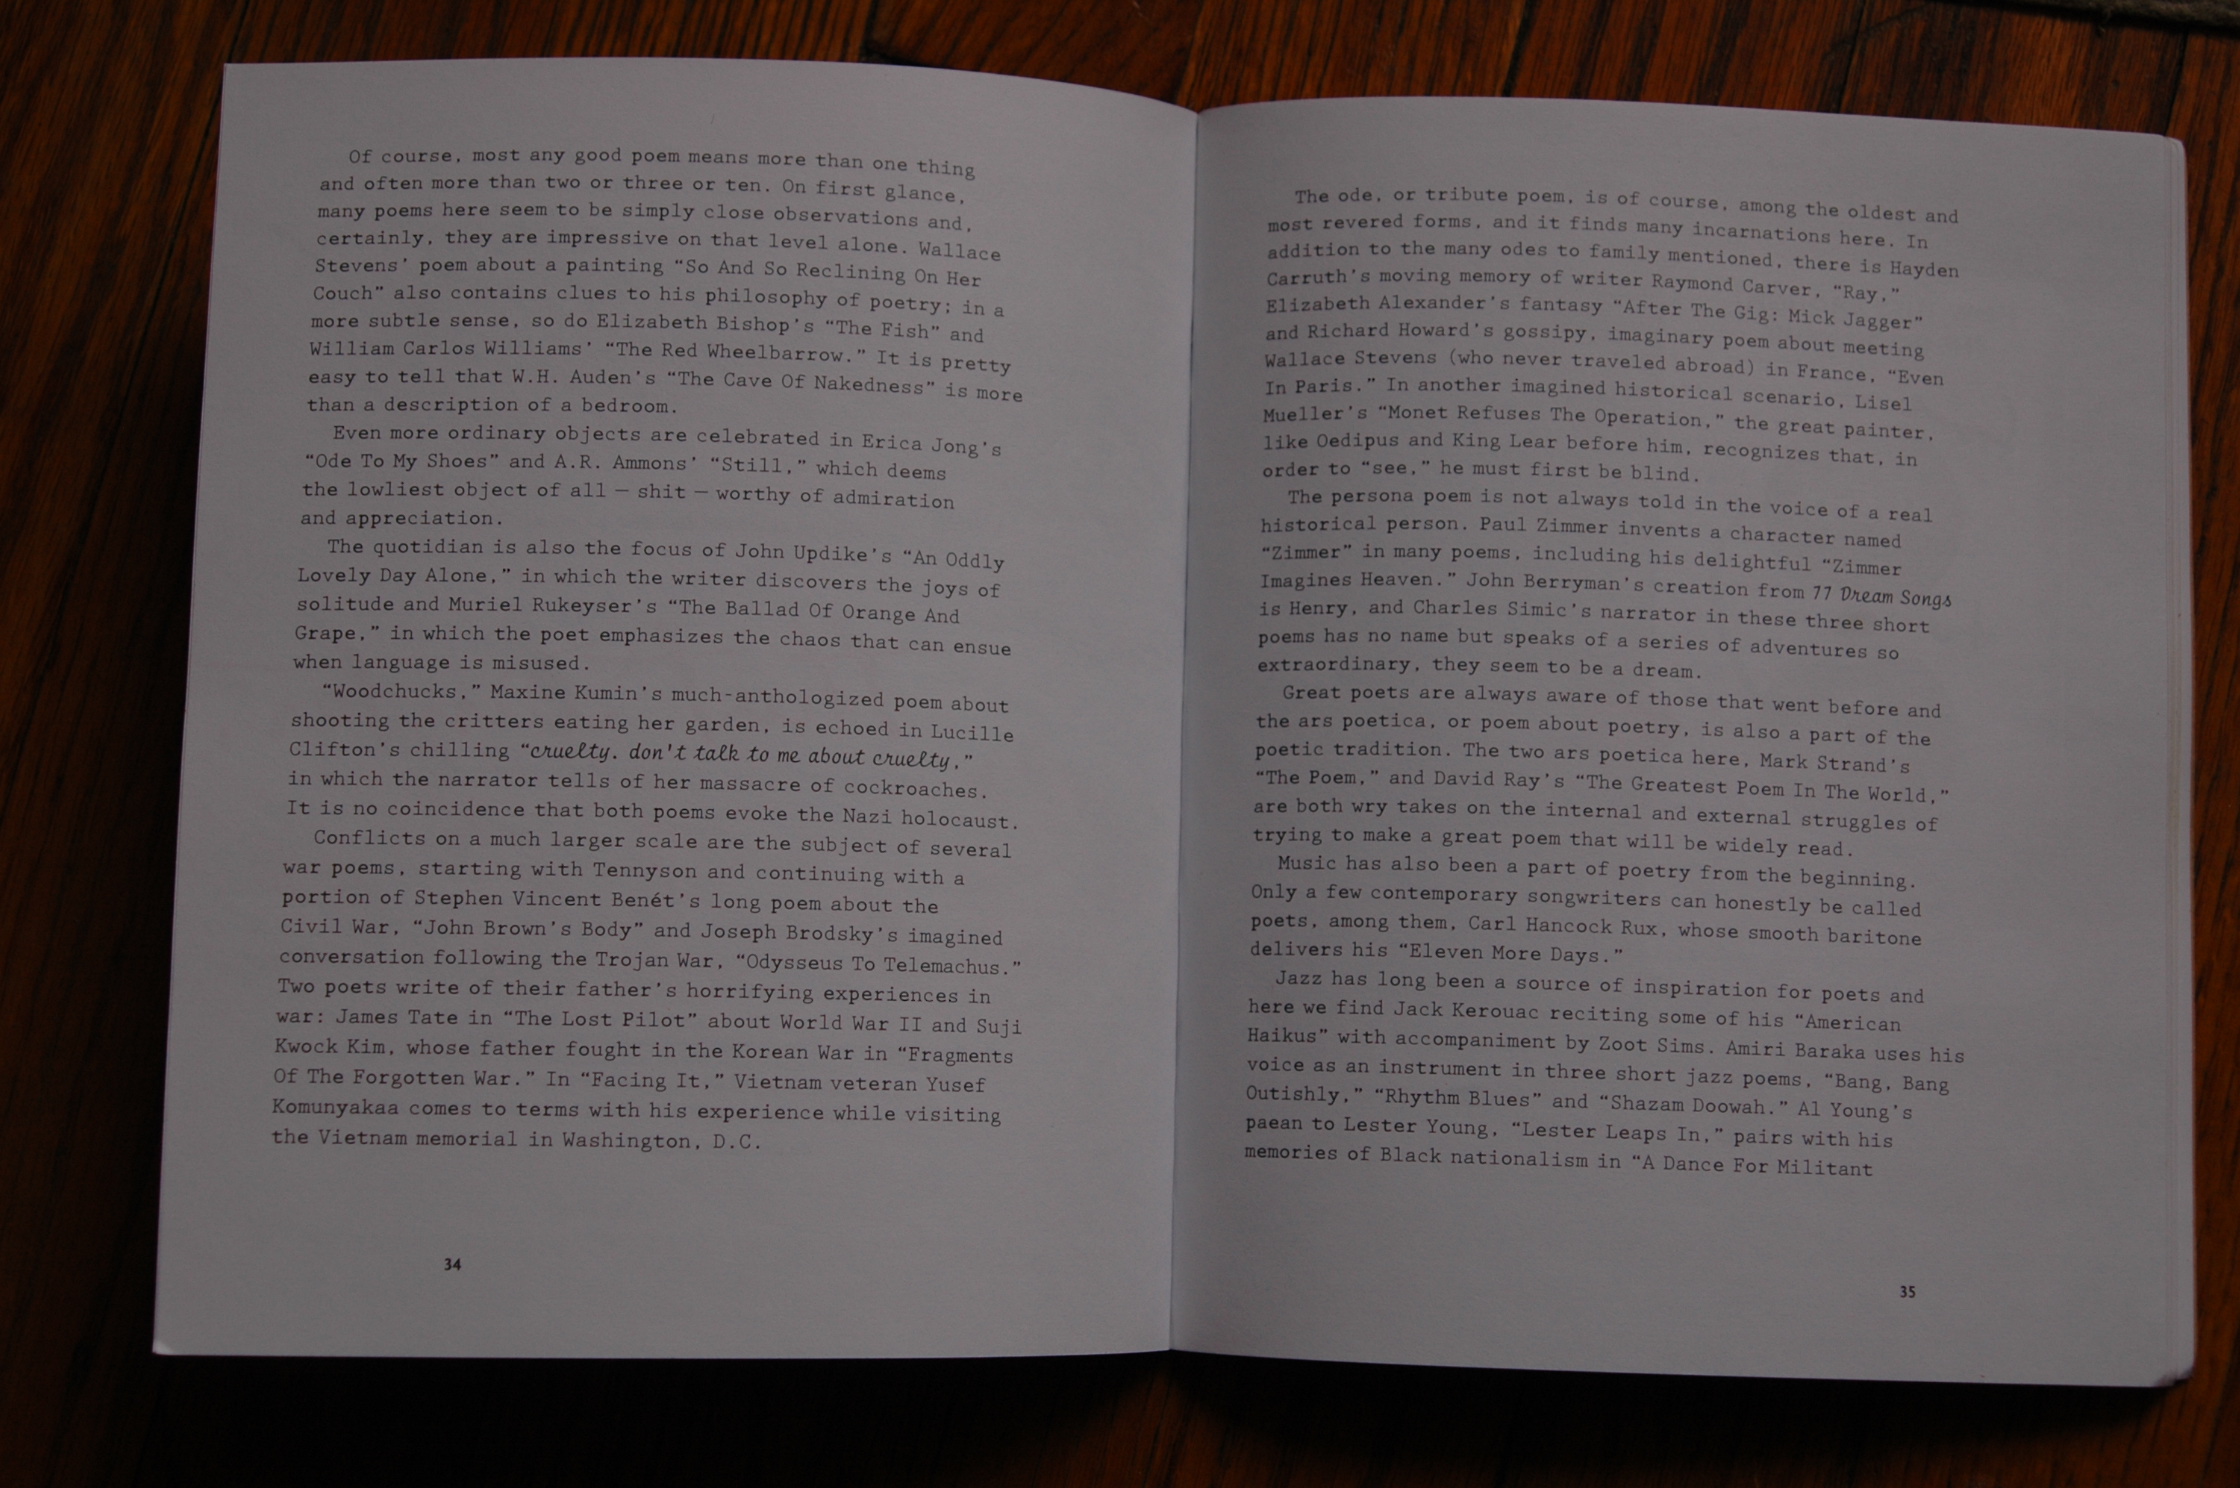 Of course, most any good poem means more than one thing
and often more than two or three or ten. On first glance,
many poems here seem to be simply close observations and,
certainly, they are impressive on that level alone. Wallace
Stevens' poem about a painting "So And So Reclining On Her
Couch" also contains clues to his philosophy of poetry; in a
more subtle sense, so do Elizabeth Bishop's "The Fish" and
William Carlos Williams' "The Red Wheelbarrow." It is pretty
easy to tell that W.H. Auden's "The Cave Of Nakedness" is more
than a description of a bedroom.
Even more ordinary objects are celebrated in Erica Jong's
"Ode To My Shoes" and A.R. Ammons' "Still," which deems
the lowliest object of all — shit — worthy of admiration
and appreciation.
The quotidian is also the focus of John Updike's "An Oddly
Lovely Day Alone," in which the writer discovers the joys of
solitude and Muriel Rukeyser's "The Ballad Of Orange And
Grape," in which the poet emphasizes the chaos that can ensue
when language is misused.
"Woodchucks," Maxine Kumin's much-anthologized poem about
shooting the critters eating her garden, is echoed in Lucille
Clifton's chilling "cruelty. don't talk to me about cruelty,"
in which the narrator tells of her massacre of cockroaches.
It is no coincidence that both poems evoke the Nazi holocaust.
Conflicts on a much larger scale are the subject of several
war poems, starting with Tennyson and continuing with a
portion of Stephen Vincent Benét's long poem about the
Civil War, "John Brown's Body" and Joseph Brodsky's imagined
conversation following the Trojan War, "Odysseus To Telemachus."
Two poets write of their father's horrifying experiences in
war: James Tate in "The Lost Pilot" about World War II and Suji
Kwock Kim, whose father fought in the Korean War in "Fragments
Of The Forgotten War." In "Facing It," Vietnam veteran Yusef
Komunyakaa comes to terms with his experience while visiting
the Vietnam memorial in Washington, D.C.
34
The ode, or tribute poem, is of course, among the oldest and
most revered forms, and it finds many incarnations here. In
addition to the many odes to family mentioned, there is Hayden
Carruth's moving memory of writer Raymond Carver, "Ray,"
Elizabeth Alexander's fantasy "After The Gig: Mick Jagger"
and Richard Howard's gossipy, imaginary poem about meeting
Wallace Stevens (who never traveled abroad) in France, "Even
In Paris." In another imagined historical scenario, Lisel
Mueller's "Monet Refuses The Operation," the great painter,
like Oedipus and King Lear before him, recognizes that, in
order to "see," he must first be blind.
The persona poem is not always told in the voice of a real
historical person. Paul Zimmer invents a character named
"Zimmer" in many poems, including his delightful "Zimmer
Imagines Heaven." John Berryman's creation from 77 Dream Songs
is Henry, and Charles Simic's narrator in these three short
poems has no name but speaks of a series of adventures so
extraordinary, they seem to be a dream.
Great poets are always aware of those that went before and
the ars poetica, or poem about poetry, is also a part of the
poetic tradition. The two ars poetica here, Mark Strand's
"The Poem," and David Ray's "The Greatest Poem In The World,"
are both wry takes on the internal and external struggles of
trying to make a great poem that will be widely read.
Music has also been a part of poetry from the beginning.
Only a few contemporary songwriters can honestly be called
poets, among them, Carl Hancock Rux, whose smooth baritone
delivers his "Eleven More Days."
Jazz has long been a source of inspiration for poets and
here we find Jack Kerouac reciting some of his "American
Haikus" with accompaniment by Zoot Sims. Amiri Baraka uses his
voice as an instrument in three short jazz poems, "Bang, Bang
Outishly," "Rhythm Blues" and "Shazam Doowah." Al Young's
paean to Lester Young, "Lester Leaps In," pairs with his
memories of Black nationalism in "A Dance For Militant
35